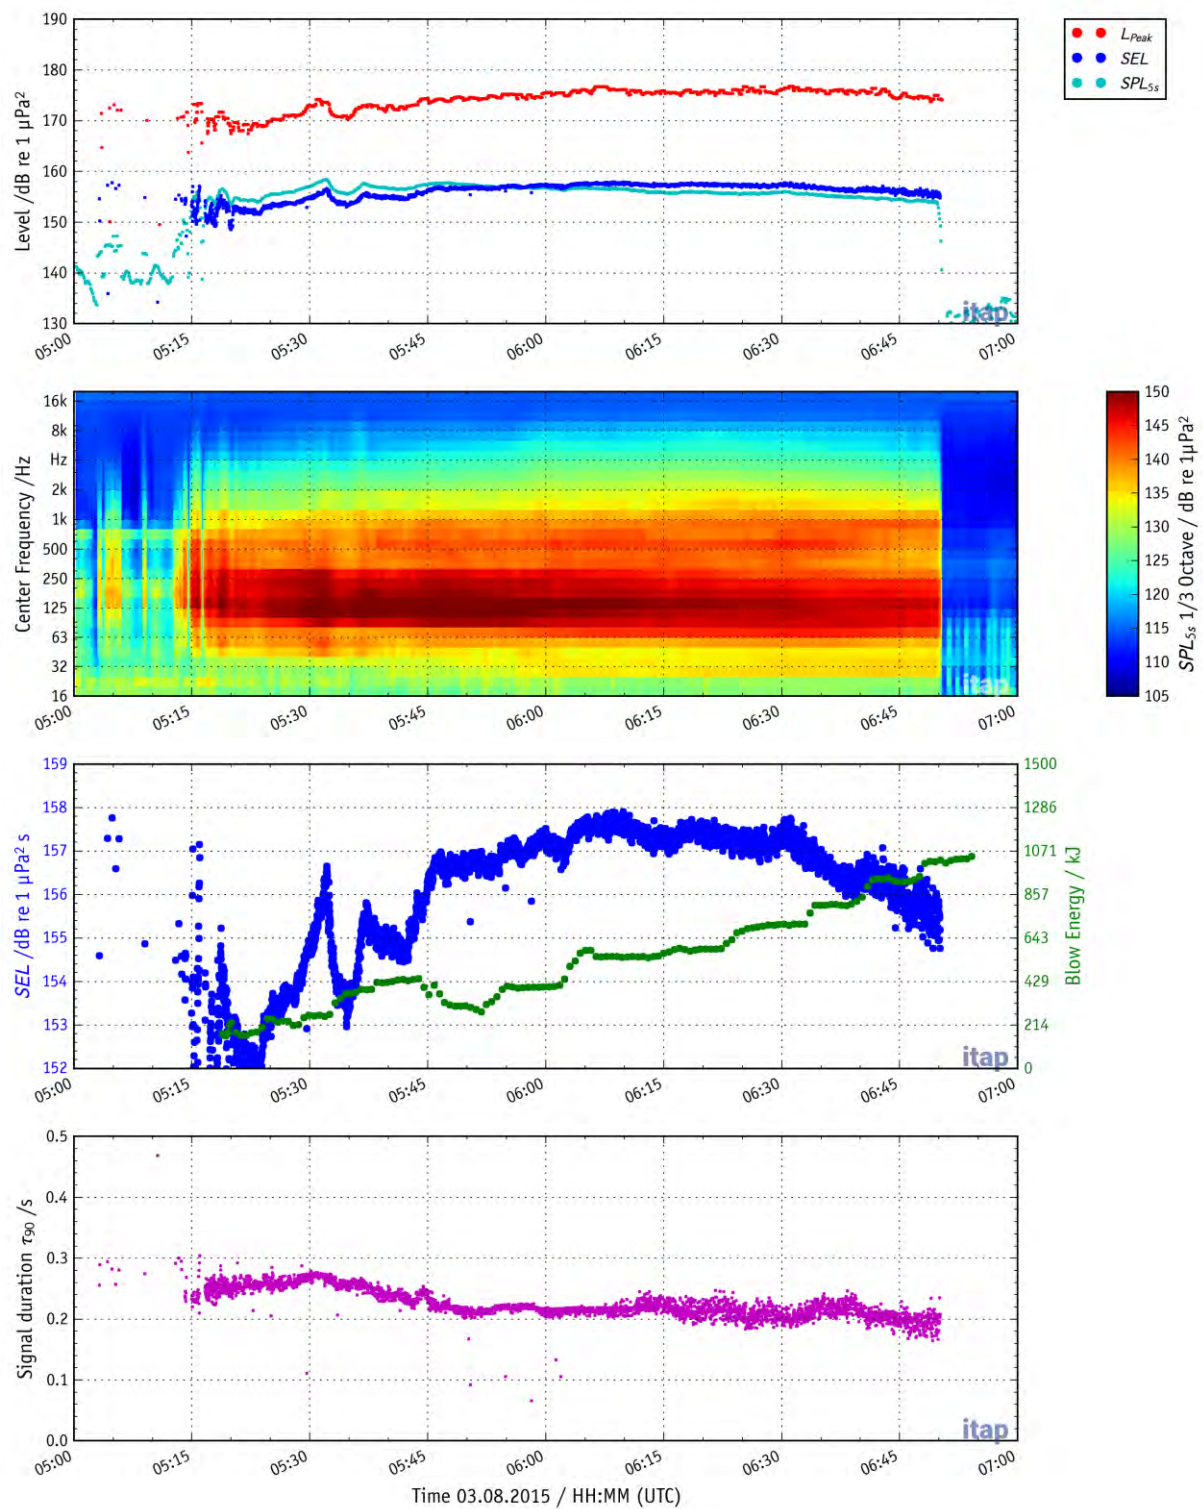 190
180
170
160
150
140
130
Level /dB re 1 µPa²
L_Peak
SEL
SPL_5s
itap
05:00 05:15 05:30 05:45 06:00 06:15 06:30 06:45 07:00
16k
8k
Hz
2k
1k
500
250
125
63
32
16
Center Frequency /Hz
itap
05:00 05:15 05:30 05:45 06:00 06:15 06:30 06:45 07:00
150
145
140
135
130
125
120
115
110
105
SPL_5s 1/3 Octave / dB re 1µPa²
159
158
157
156
155
154
153
152
SEL /dB re 1 µPa² s
1500
1286
1071
857
643
429
214
0
Blow Energy / kJ
itap
05:00 05:15 05:30 05:45 06:00 06:15 06:30 06:45 07:00
0.5
0.4
0.3
0.2
0.1
0.0
Signal duration τ₉₀ /s
itap
05:00 05:15 05:30 05:45 06:00 06:15 06:30 06:45 07:00
Time 03.08.2015 / HH:MM (UTC)